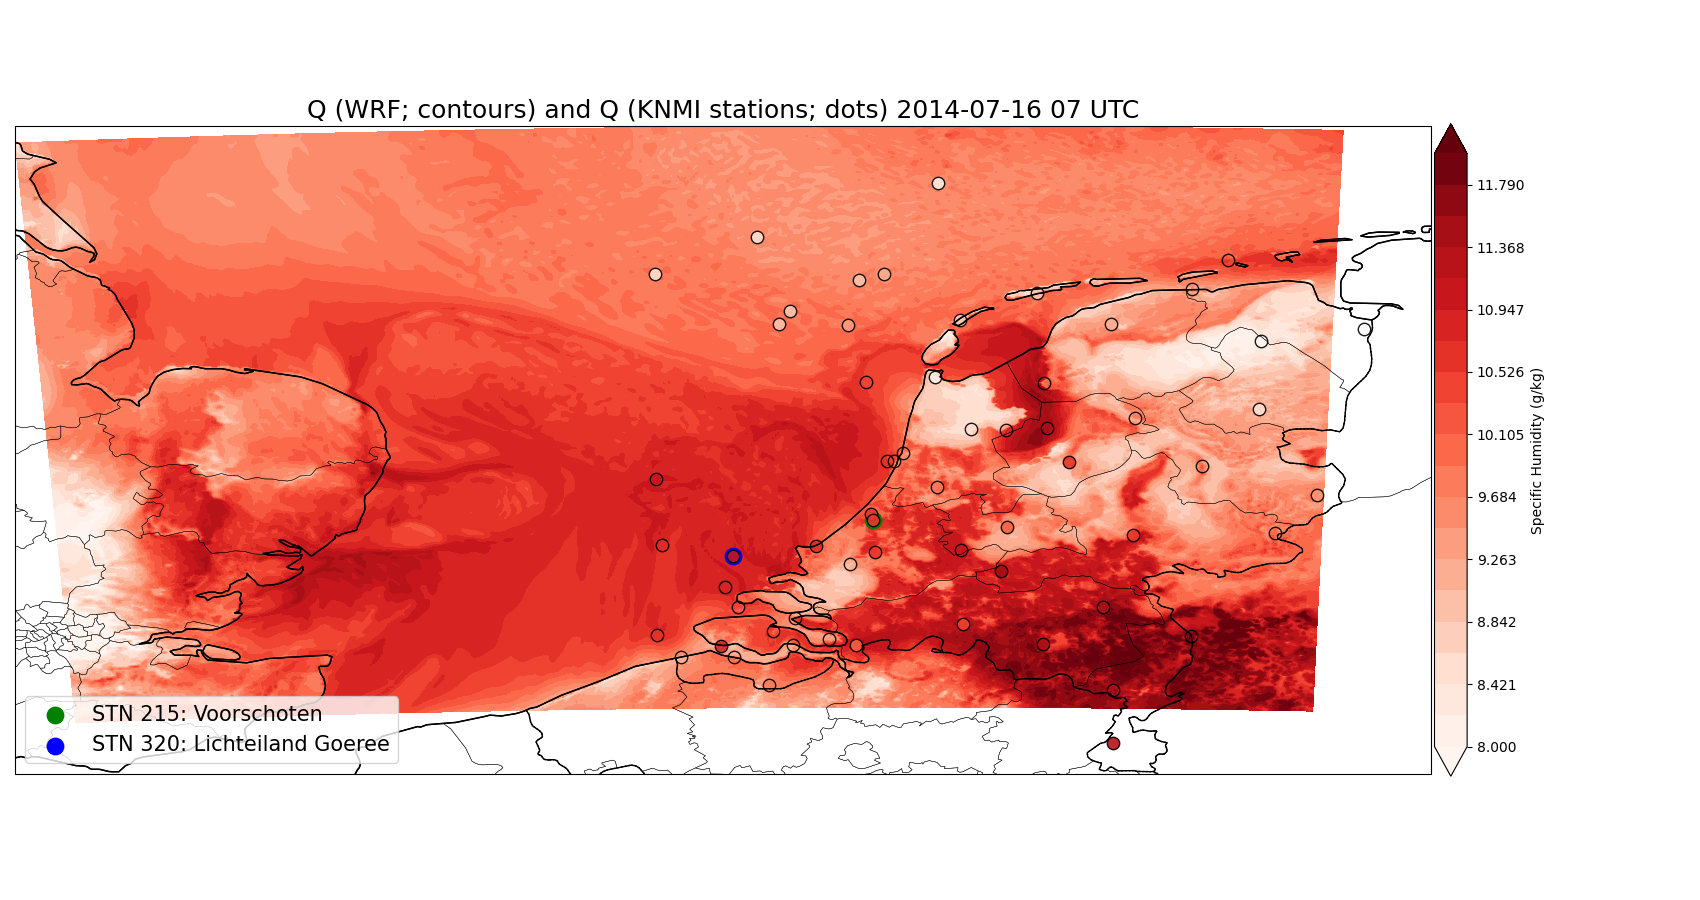 Q (WRF; contours) and Q (KNMI stations; dots) 2014-07-16 07 UTC
11.790
11.368
10.947
10.526
10.105
9.684
9.263
8.842
8.421
8.000
Specific Humidity (g/kg)
STN 215: Voorschoten
STN 320: Lichteiland Goeree